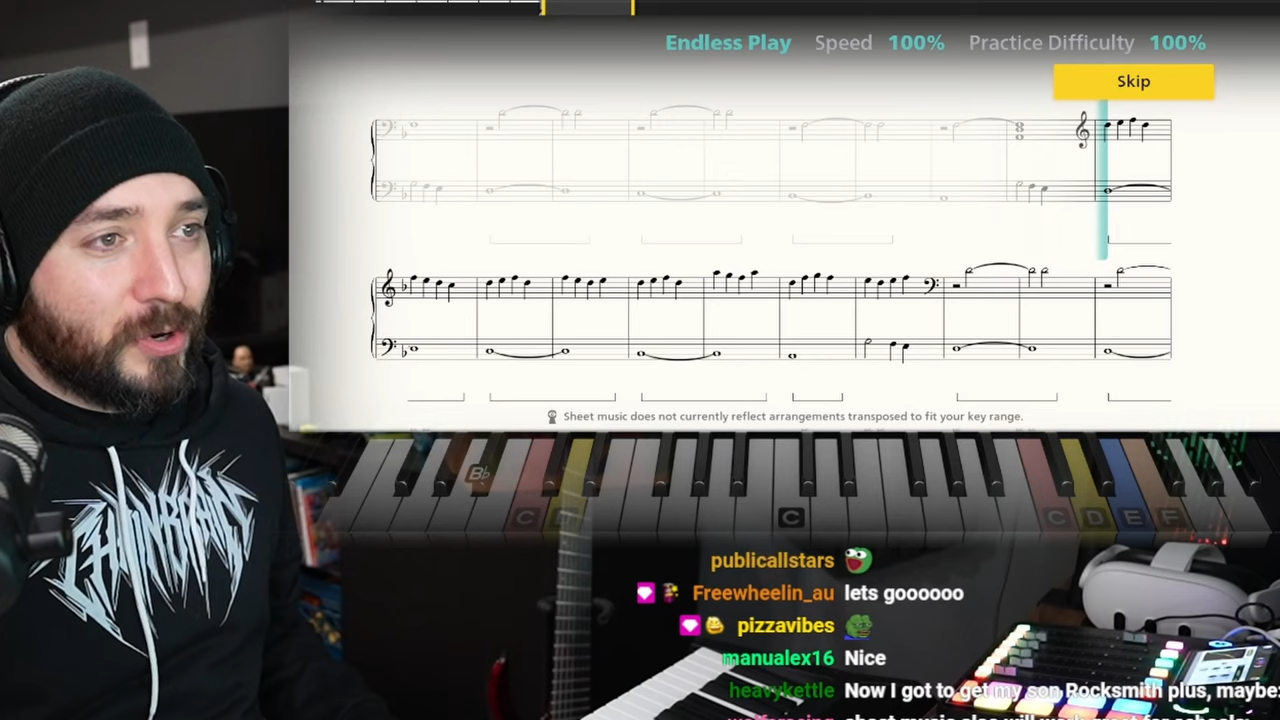 Endless Play Speed 100% Practice Difficulty 100%
Skip
Sheet music does not currently reflect arrangements transposed to fit your key range.
B♭
C D C C D E F
CHAINBRAIN
publicallstars
Freewheelin_au lets goooooo
pizzavibes
manualex16 Nice
heavykettle Now I got to get my son Rocksmith plus, maybe